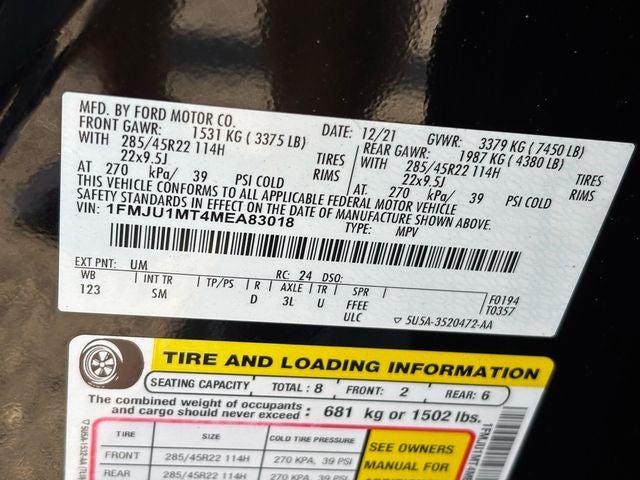 MFD. BY FORD MOTOR CO.
DATE: 12/21 GVWR: 3379 KG ( 7450 LB)
FRONT GAWR: 1531 KG ( 3375 LB) REAR GAWR: 1987 KG ( 4380 LB)
WITH 285/45R22 114H TIRES WITH 285/45R22 114H TIRES
22x9.5J RIMS 22x9.5J RIMS
AT 270 kPa/ 39 PSI COLD AT 270 kPa/ 39 PSI COLD
THIS VEHICLE CONFORMS TO ALL APPLICABLE FEDERAL MOTOR VEHICLE
SAFETY STANDARDS IN EFFECT ON THE DATE OF MANUFACTURE SHOWN ABOVE.
VIN: 1FMJU1MT4MEA83018 TYPE: MPV
EXT PNT: UM RC: 24 DSO:
WB INT TR TP/PS R AXLE TR SPR F0194
123 SM D 3L U FFEE T0357
ULC ▽ 5U5A-3520472-AA
TIRE AND LOADING INFORMATION
SEATING CAPACITY TOTAL: 8 FRONT: 2 REAR: 6
The combined weight of occupants
and cargo should never exceed : 681 kg or 1502 lbs.
TIRE SIZE COLD TIRE PRESSURE SEE OWNERS
FRONT 285/45R22 114H 270 KPA, 39 PSI MANUAL FOR
REAR 285/45R22 114H 270 KPA, 39 PSI